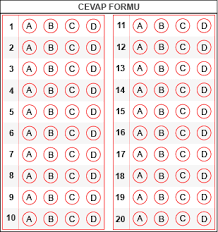 CEVAP FORMU
1 A B C D
2 A B C D
3 A B C D
4 A B C D
5 A B C D
6 A B C D
7 A B C D
8 A B C D
9 A B C D
10 A B C D
11 A B C D
12 A B C D
13 A B C D
14 A B C D
15 A B C D
16 A B C D
17 A B C D
18 A B C D
19 A B C D
20 A B C D